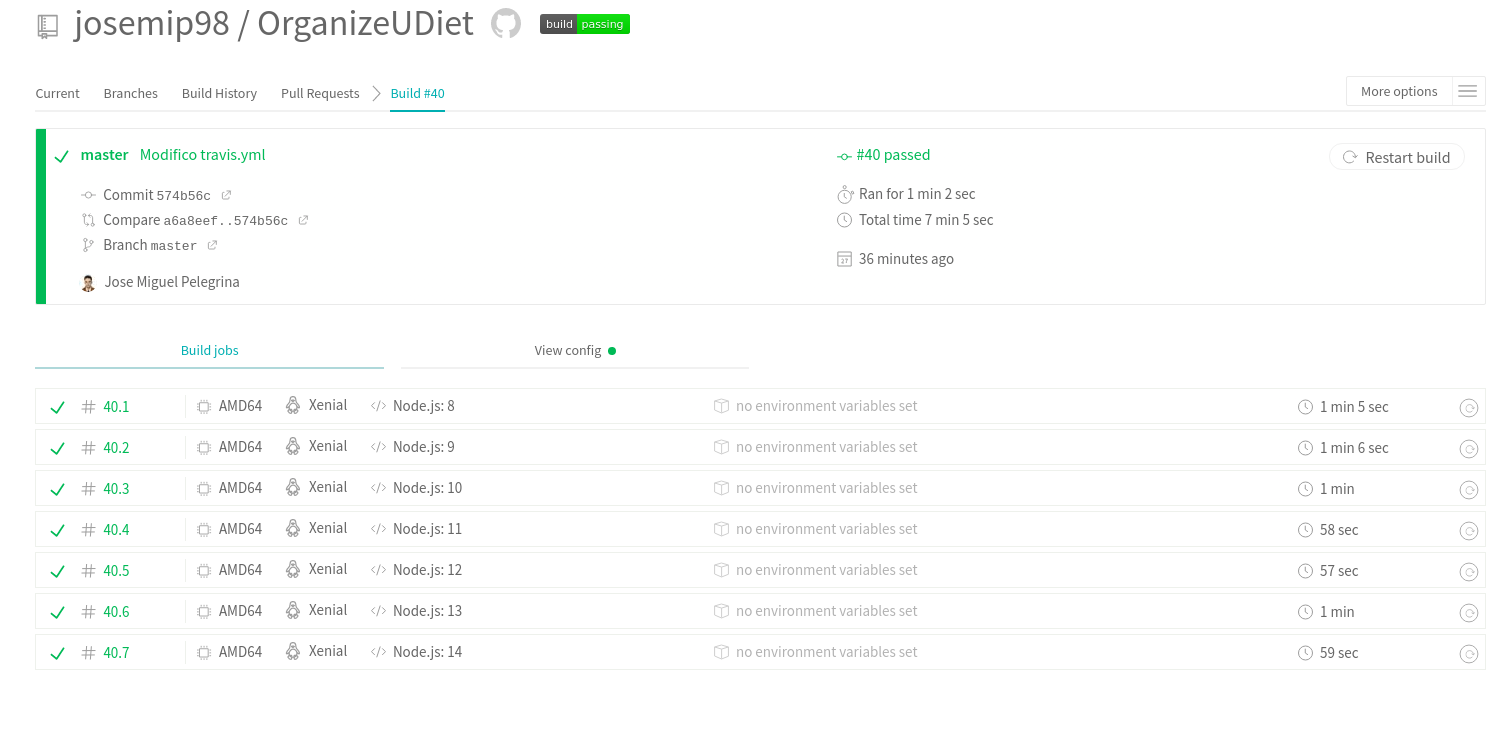 josemip98 / OrganizeUDiet build passing
Current Branches Build History Pull Requests Build #40 More options
master Modifico travis.yml #40 passed Restart build
Commit 574b56c Ran for 1 min 2 sec
Compare a6a8eef..574b56c Total time 7 min 5 sec
Branch master
27 36 minutes ago
Jose Miguel Pelegrina
Build jobs View config
# 40.1 AMD64 Xenial </> Node.js: 8 no environment variables set 1 min 5 sec
# 40.2 AMD64 Xenial </> Node.js: 9 no environment variables set 1 min 6 sec
# 40.3 AMD64 Xenial </> Node.js: 10 no environment variables set 1 min
# 40.4 AMD64 Xenial </> Node.js: 11 no environment variables set 58 sec
# 40.5 AMD64 Xenial </> Node.js: 12 no environment variables set 57 sec
# 40.6 AMD64 Xenial </> Node.js: 13 no environment variables set 1 min
# 40.7 AMD64 Xenial </> Node.js: 14 no environment variables set 59 sec